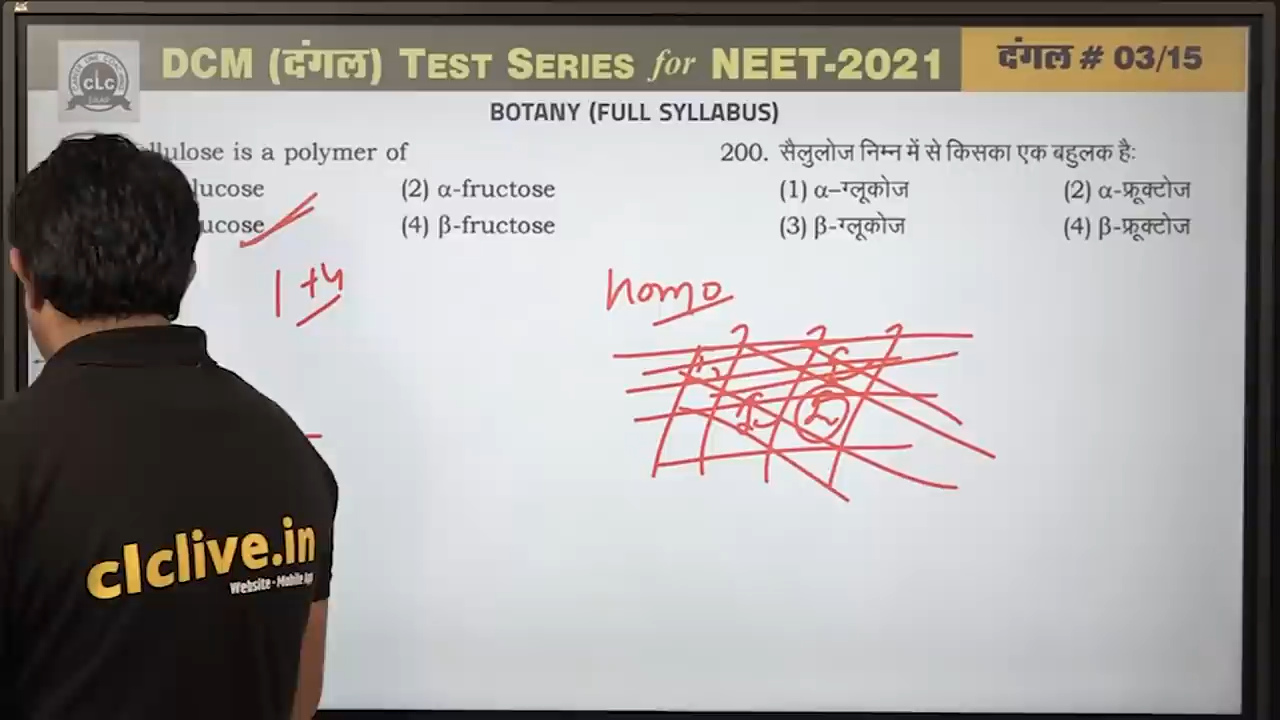 DCM (दंगल) TEST SERIES for NEET-2021
दंगल # 03/15
CLC
BOTANY (FULL SYLLABUS)
llulose is a polymer of
lucose (2) α-fructose
ucose (4) β-fructose
200. सैलुलोज निम्न में से किसका एक बहुलक है:
(1) α–ग्लूकोज (2) α-फ्रूक्टोज
(3) β-ग्लूकोज (4) β-फ्रूक्टोज
1 +4
homo
clclive.in
Website - Mobile App